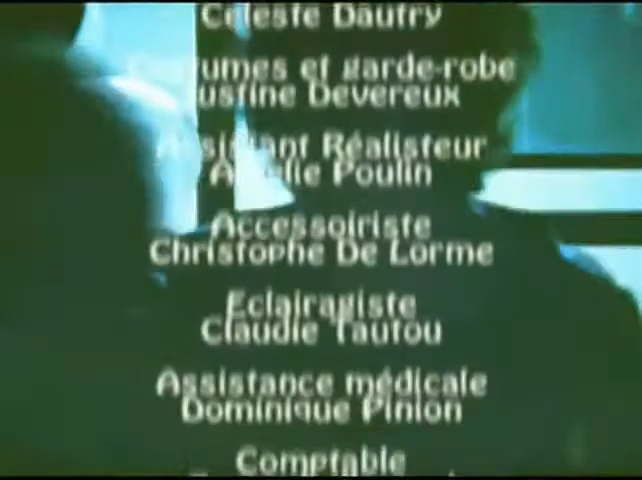 Celeste Dautry
Costumes et garde-robe
Justine Devereux
Assistant Réalisteur
Amelie Poulin
Accessoiriste
Christophe De Lorme
Eclairagiste
Claudie Tautou
Assistance médicale
Dominique Pinion
Comptable